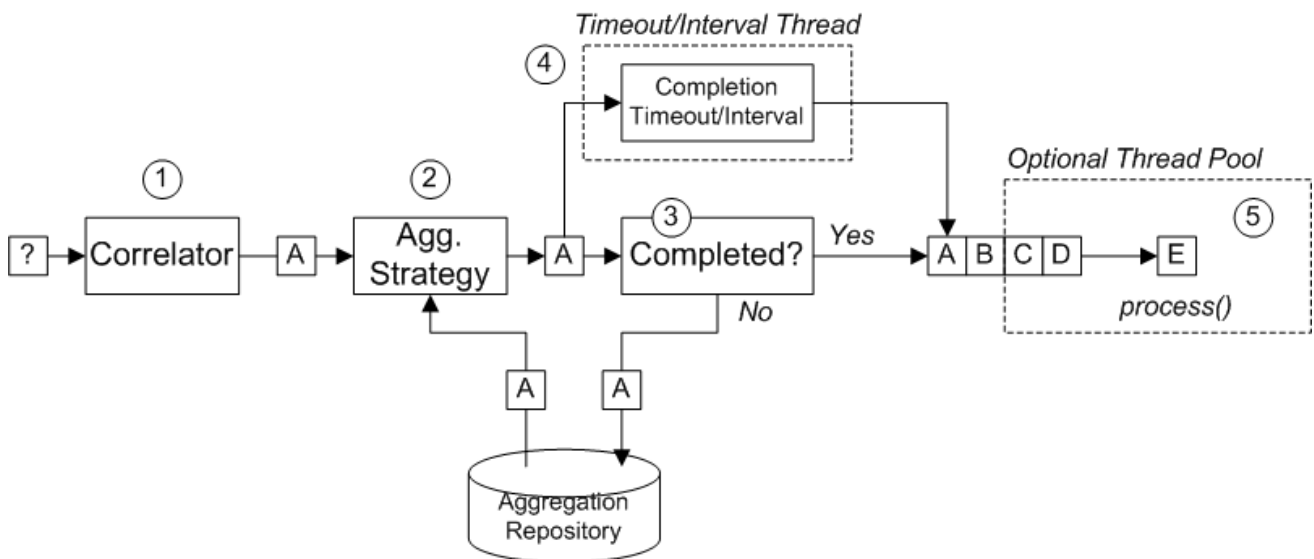 Timeout/Interval Thread
4
Completion
Timeout/Interval
Optional Thread Pool
1
2
3
5
? Correlator A Agg.
Strategy A Completed? Yes A B C D E
No
process()
A A
Aggregation
Repository